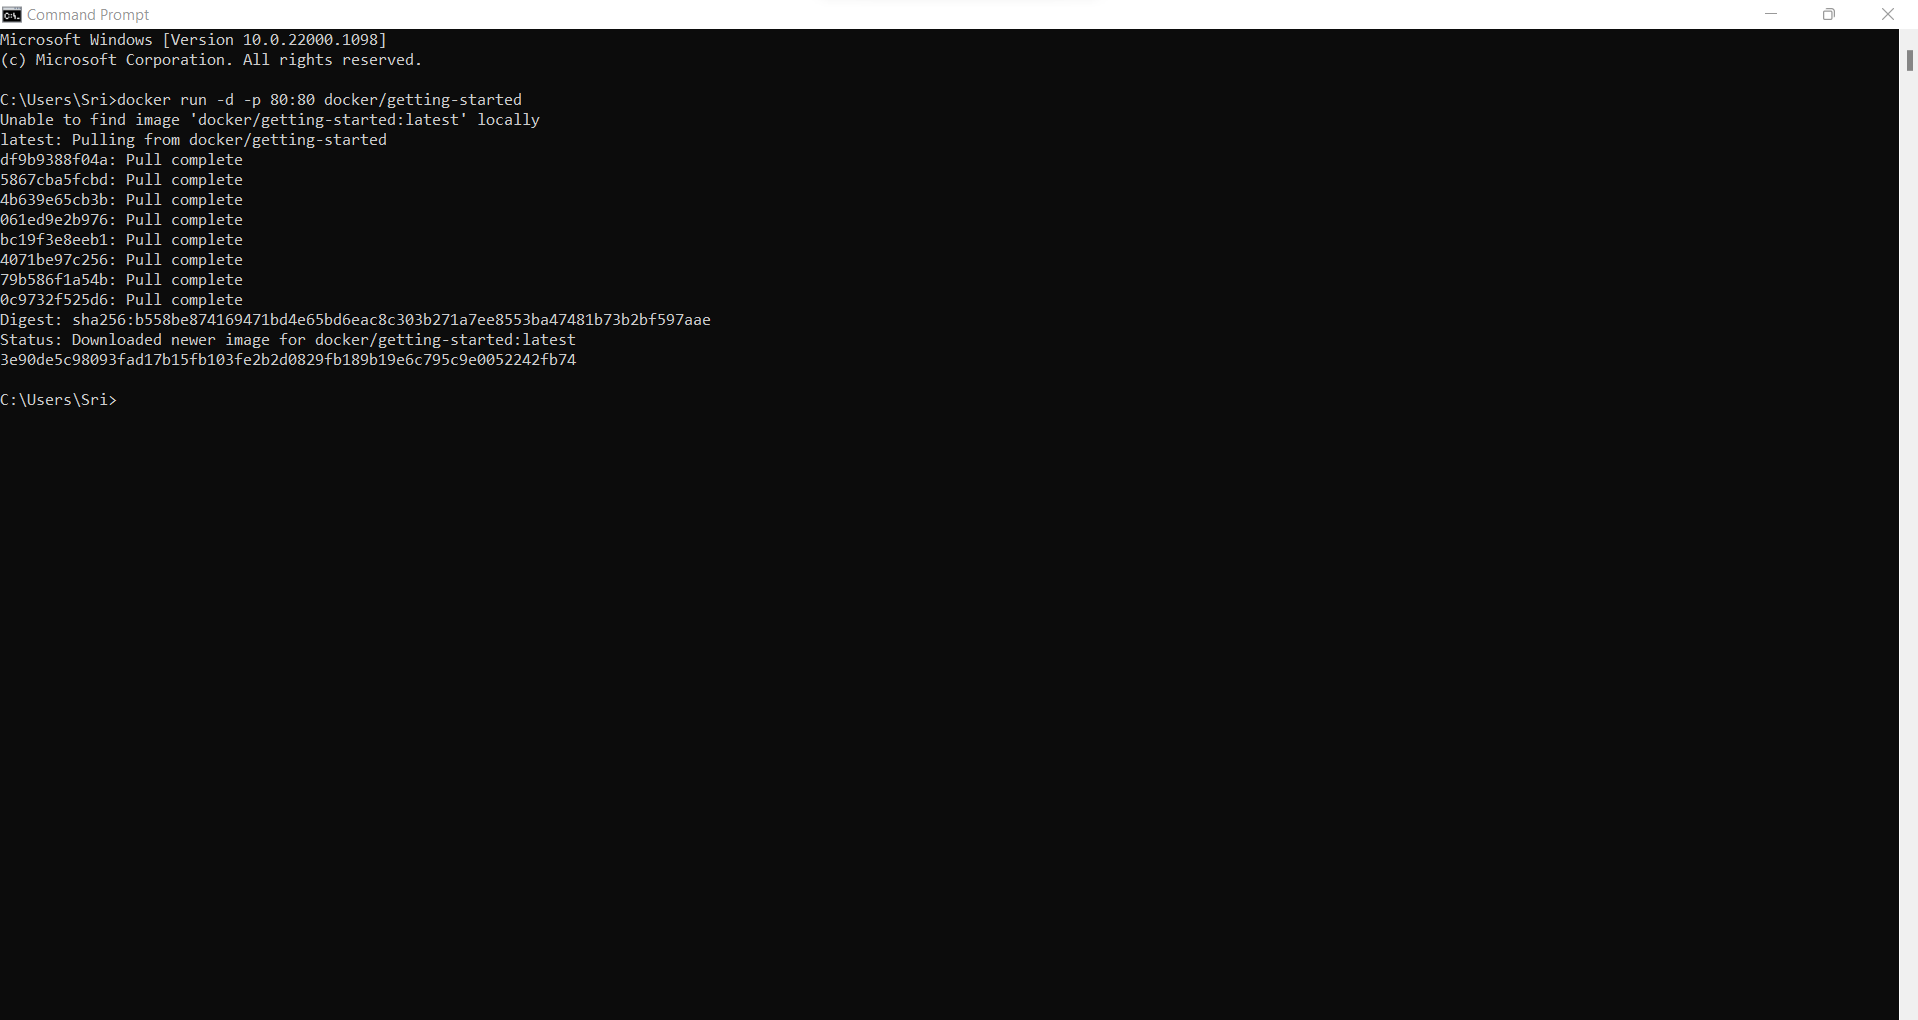 Command Prompt
Microsoft Windows [Version 10.0.22000.1098]
(c) Microsoft Corporation. All rights reserved.
C:\Users\Sri>docker run -d -p 80:80 docker/getting-started
Unable to find image 'docker/getting-started:latest' locally
latest: Pulling from docker/getting-started
df9b9388f04a: Pull complete
5867cba5fcbd: Pull complete
4b639e65cb3b: Pull complete
061ed9e2b976: Pull complete
bc19f3e8eeb1: Pull complete
4071be97c256: Pull complete
79b586f1a54b: Pull complete
0c9732f525d6: Pull complete
Digest: sha256:b558be874169471bd4e65bd6eac8c303b271a7ee8553ba47481b73b2bf597aae
Status: Downloaded newer image for docker/getting-started:latest
3e90de5c98093fad17b15fb103fe2b2d0829fb189b19e6c795c9e0052242fb74
C:\Users\Sri>